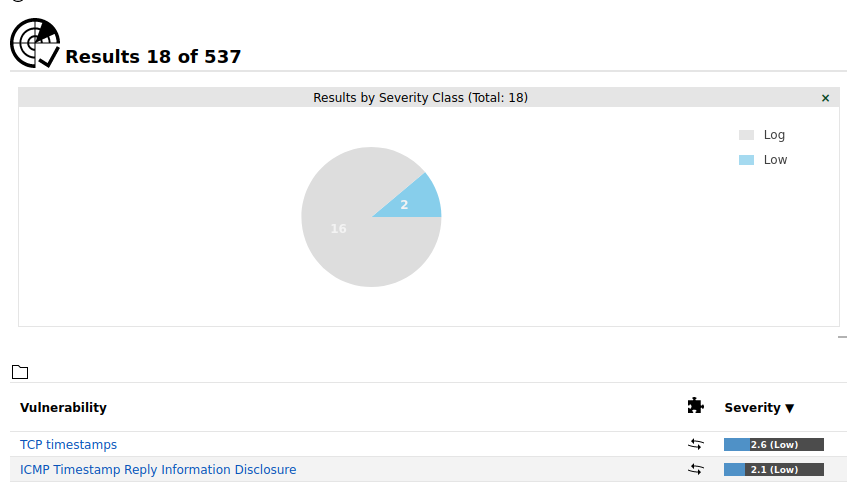 Results 18 of 537
Results by Severity Class (Total: 18) ×
Log
Low
2
16
Vulnerability Severity ▼
TCP timestamps 2.6 (Low)
ICMP Timestamp Reply Information Disclosure 2.1 (Low)